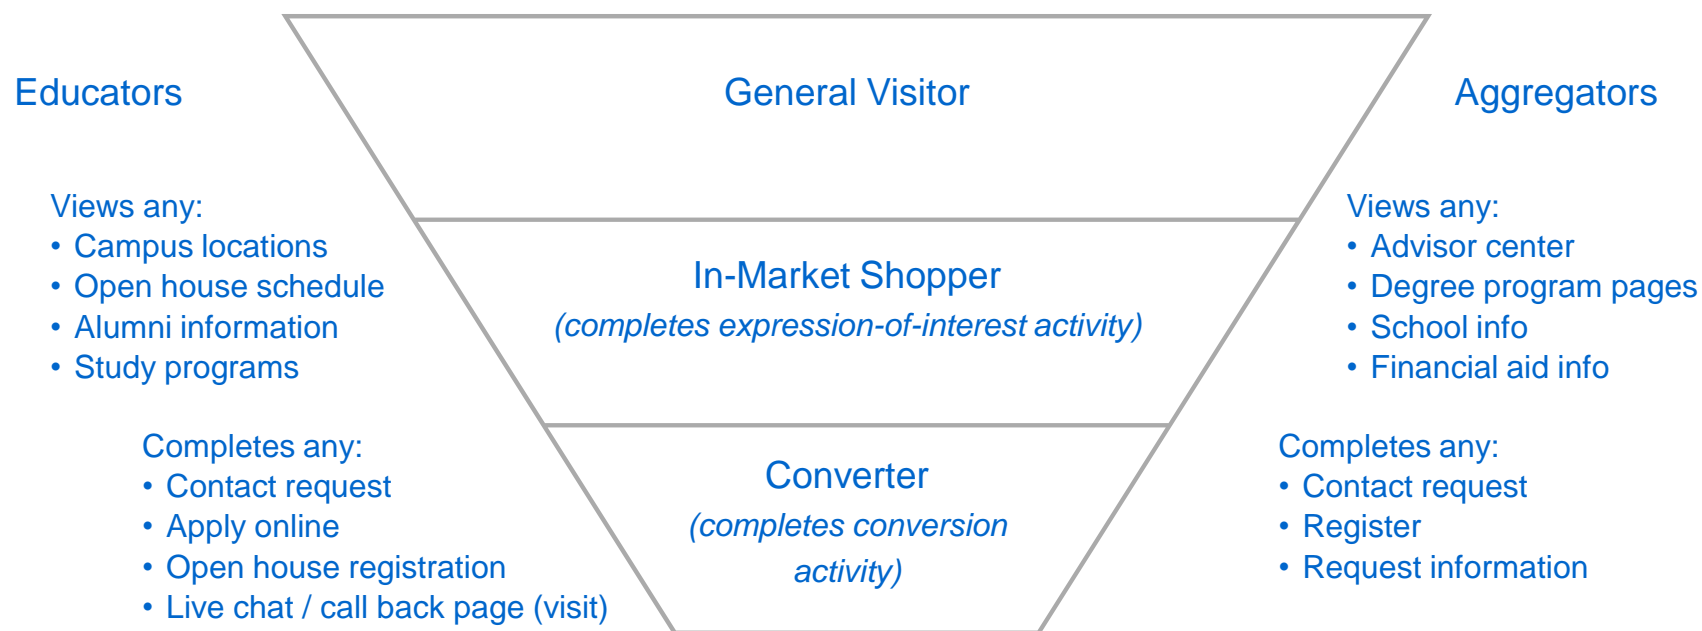 Educators
General Visitor
Aggregators
Views any:
• Campus locations
• Open house schedule
• Alumni information
• Study programs
In-Market Shopper
(completes expression-of-interest activity)
Views any:
• Advisor center
• Degree program pages
• School info
• Financial aid info
Completes any:
• Contact request
• Apply online
• Open house registration
• Live chat / call back page (visit)
Converter
(completes conversion
activity)
Completes any:
• Contact request
• Register
• Request information